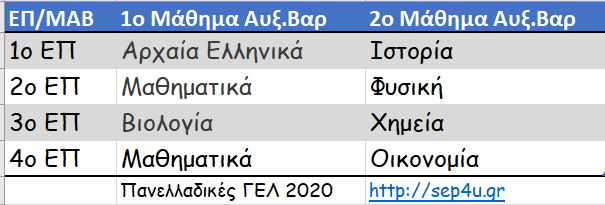 ΕΠ/ΜΑΒ 1ο Μάθημα Αυξ.Βαρ 2ο Μάθημα Αυξ.Βαρ
1ο ΕΠ Αρχαία Ελληνικά Ιστορία
2ο ΕΠ Μαθηματικά Φυσική
3ο ΕΠ Βιολογία Χημεία
4ο ΕΠ Μαθηματικά Οικονομία
Πανελλαδικές ΓΕΛ 2020 http://sep4u.gr